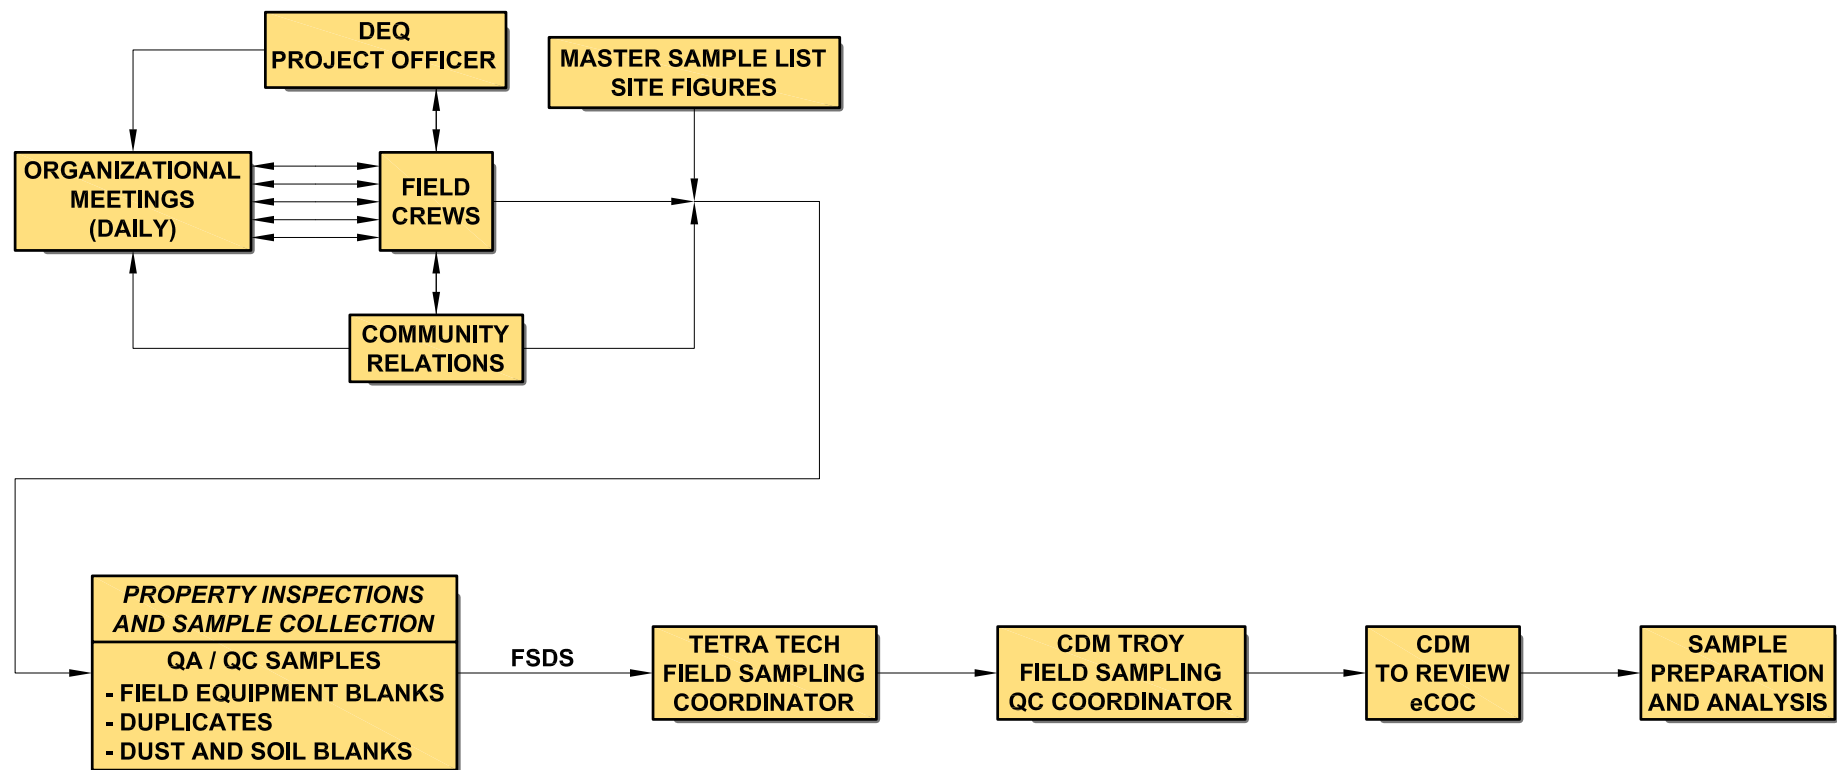 DEQ
PROJECT OFFICER
MASTER SAMPLE LIST
SITE FIGURES
ORGANIZATIONAL
MEETINGS
(DAILY)
FIELD
CREWS
COMMUNITY
RELATIONS
PROPERTY INSPECTIONS
AND SAMPLE COLLECTION
QA / QC SAMPLES
- FIELD EQUIPMENT BLANKS
- DUPLICATES
- DUST AND SOIL BLANKS
FSDS
TETRA TECH
FIELD SAMPLING
COORDINATOR
CDM TROY
FIELD SAMPLING
QC COORDINATOR
CDM
TO REVIEW
eCOC
SAMPLE
PREPARATION
AND ANALYSIS